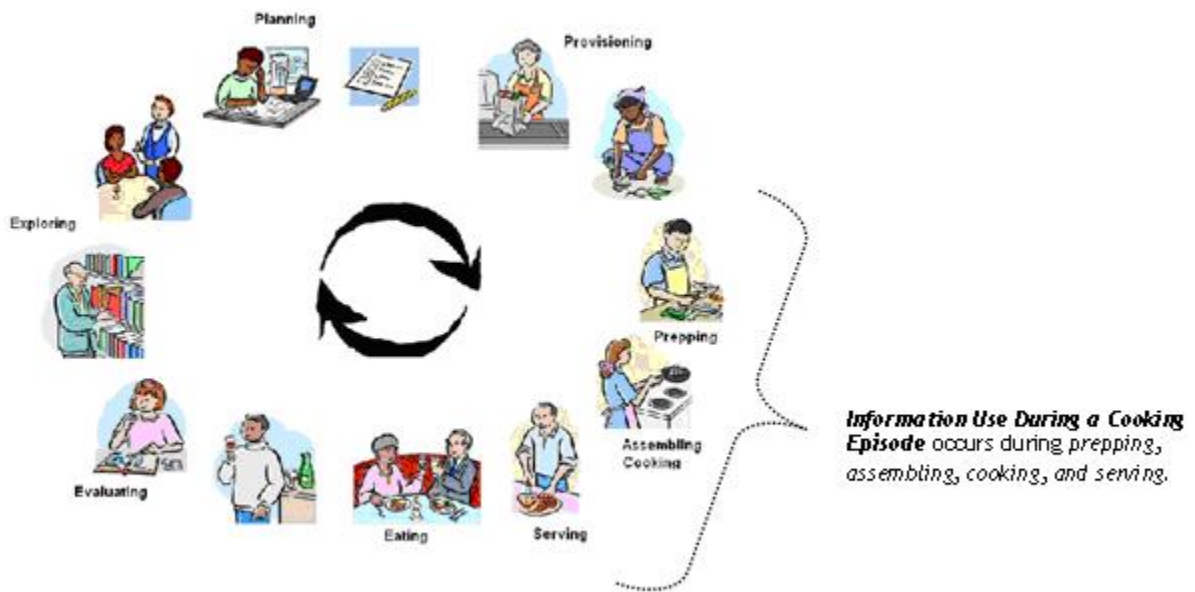 Planning
Provisioning
Exploring
Prepping
Assembling
Cooking
Evaluating
Eating
Serving
Information Use During a Cooking
Episode occurs during prepping,
assembling, cooking, and serving.